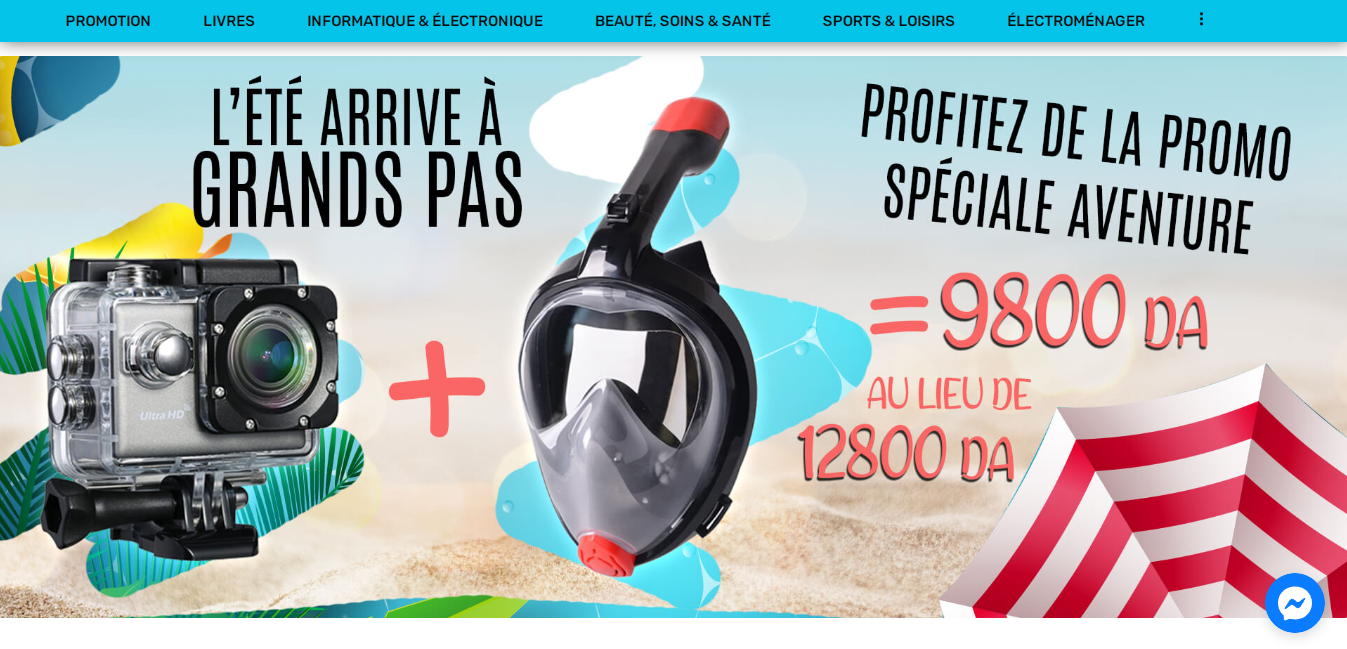 PROMOTION LIVRES INFORMATIQUE & ÉLECTRONIQUE BEAUTÉ, SOINS & SANTÉ SPORTS & LOISIRS ÉLECTROMÉNAGER
L’ÉTÉ ARRIVE À
GRANDS PAS
PROFITEZ DE LA PROMO
SPÉCIALE AVENTURE
=9800 DA
AU LIEU DE
12800 DA
+
Ultra HD